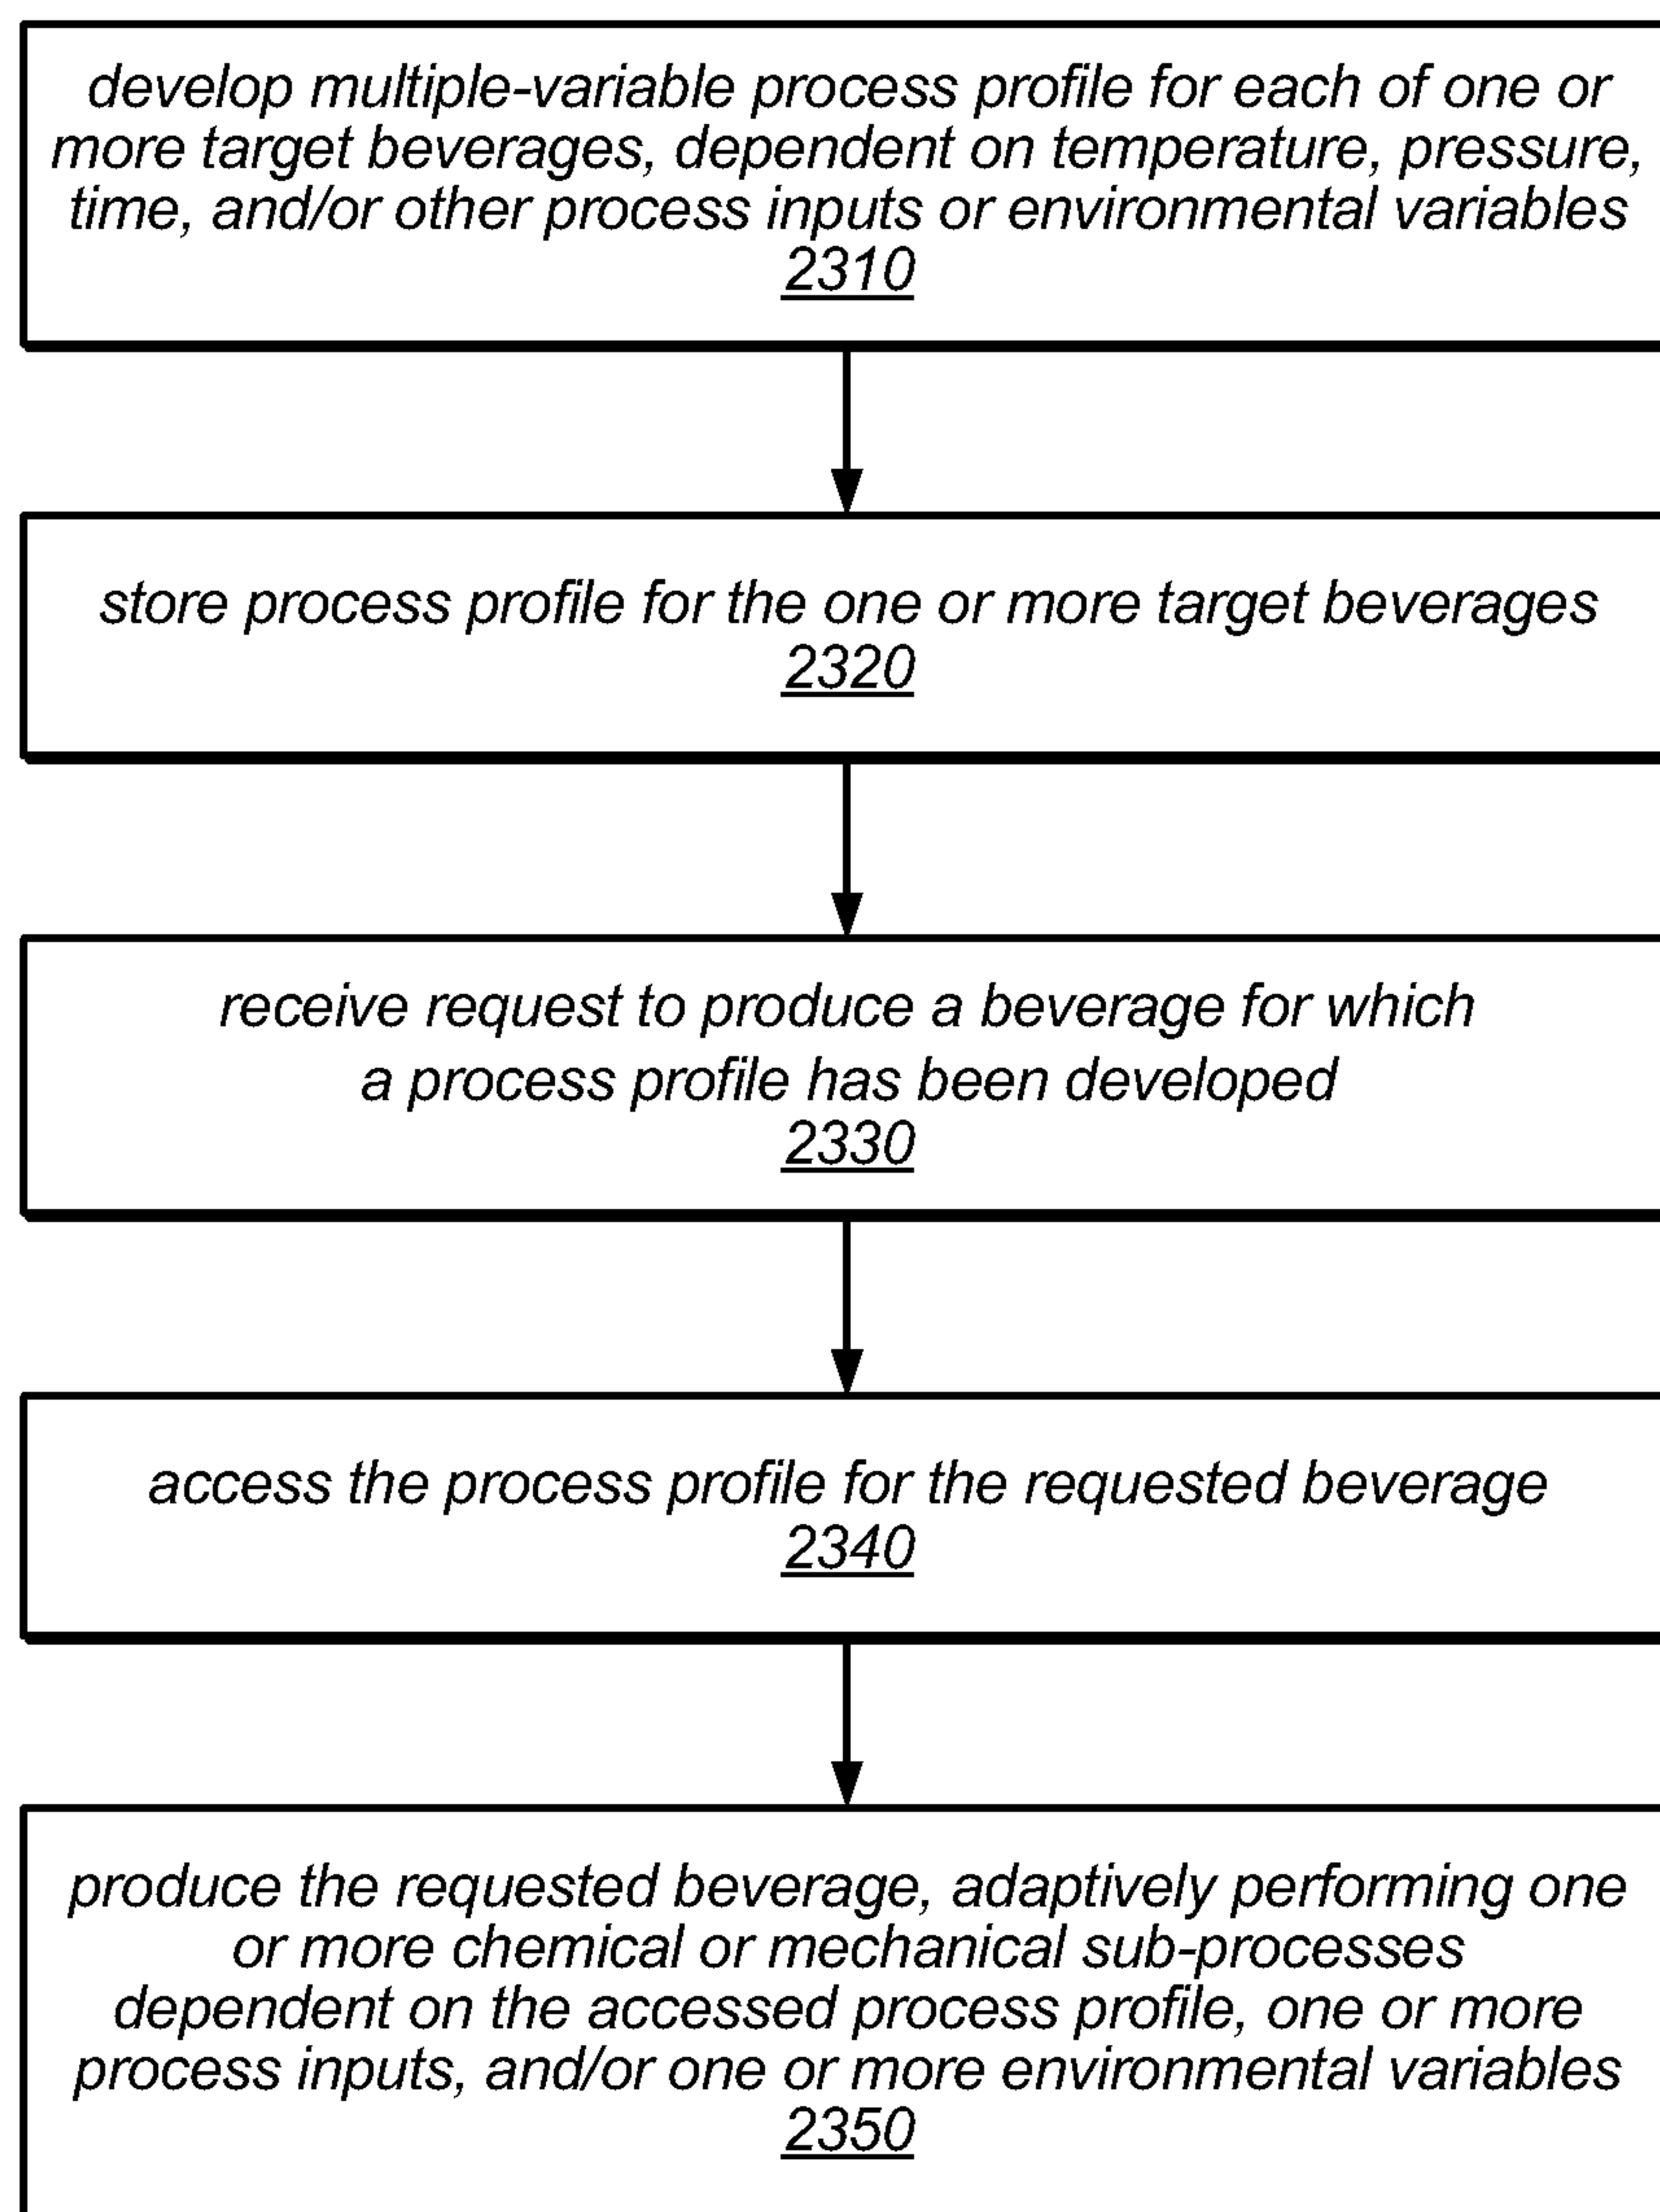 develop multiple-variable process profile for each of one or
more target beverages, dependent on temperature, pressure,
time, and/or other process inputs or environmental variables
2310
store process profile for the one or more target beverages
2320
receive request to produce a beverage for which
a process profile has been developed
2330
access the process profile for the requested beverage
2340
produce the requested beverage, adaptively performing one
or more chemical or mechanical sub-processes
dependent on the accessed process profile, one or more
process inputs, and/or one or more environmental variables
2350